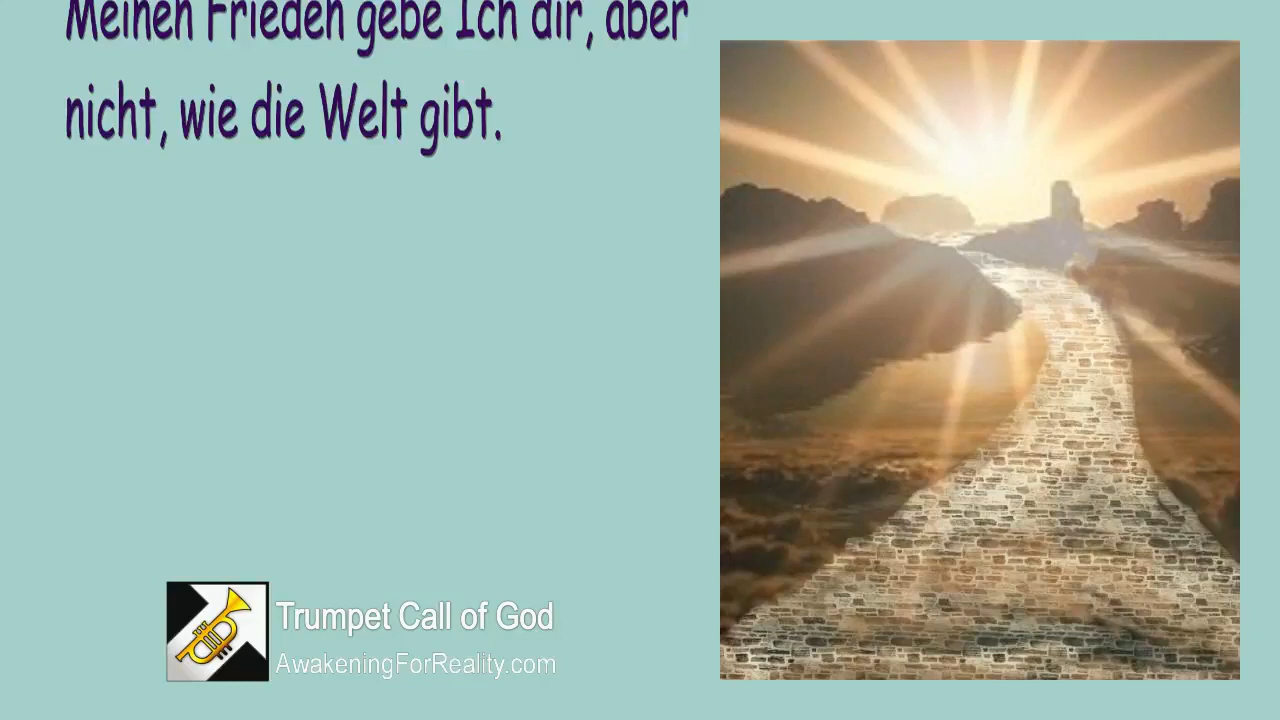 Meinen Frieden gebe Ich dir, aber
nicht, wie die Welt gibt.
Trumpet Call of God
AwakeningForReality.com